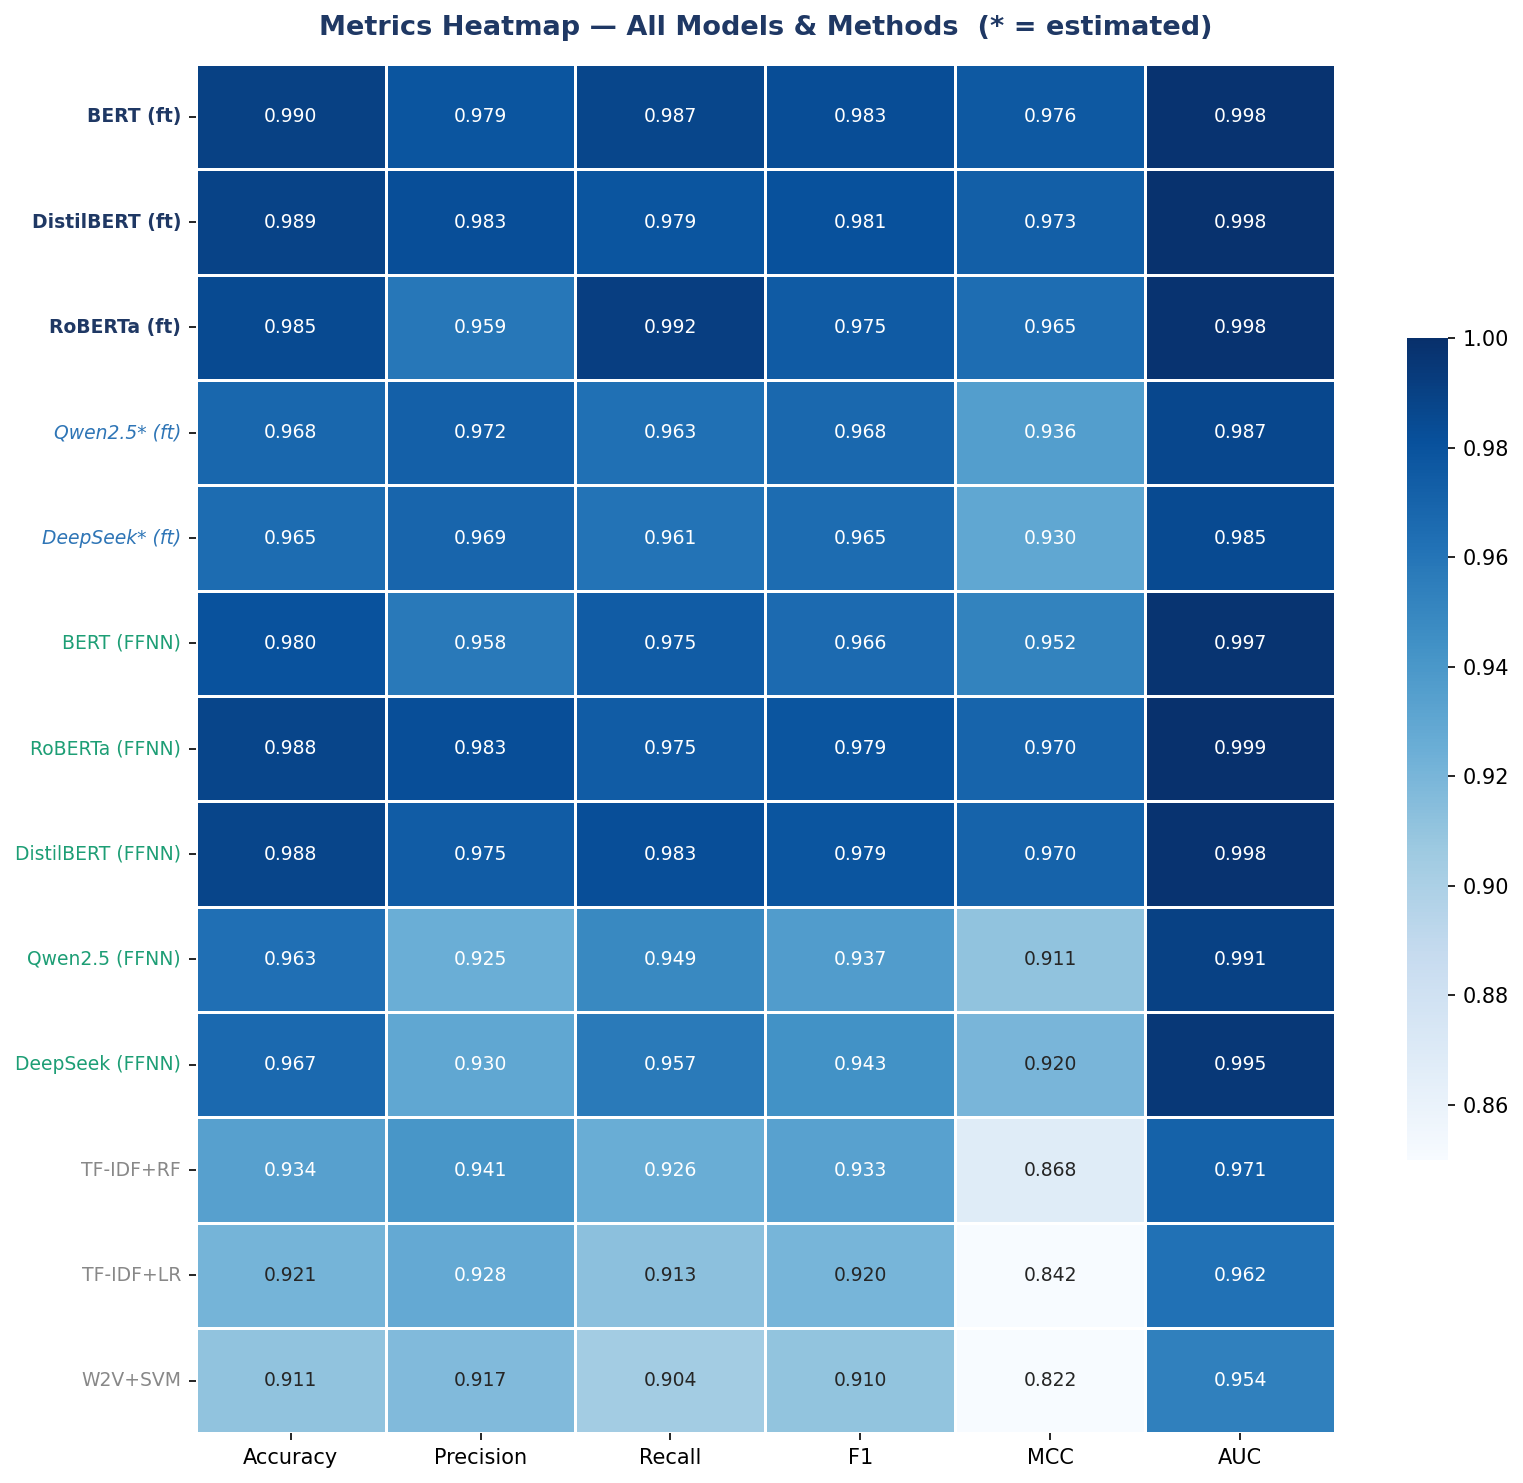 Metrics Heatmap — All Models & Methods (* = estimated)
BERT (ft) 0.990 0.979 0.987 0.983 0.976 0.998
DistilBERT (ft) 0.989 0.983 0.979 0.981 0.973 0.998
RoBERTa (ft) 0.985 0.959 0.992 0.975 0.965 0.998
Qwen2.5* (ft) 0.968 0.972 0.963 0.968 0.936 0.987
DeepSeek* (ft) 0.965 0.969 0.961 0.965 0.930 0.985
BERT (FFNN) 0.980 0.958 0.975 0.966 0.952 0.997
RoBERTa (FFNN) 0.988 0.983 0.975 0.979 0.970 0.999
DistilBERT (FFNN) 0.988 0.975 0.983 0.979 0.970 0.998
Qwen2.5 (FFNN) 0.963 0.925 0.949 0.937 0.911 0.991
DeepSeek (FFNN) 0.967 0.930 0.957 0.943 0.920 0.995
TF-IDF+RF 0.934 0.941 0.926 0.933 0.868 0.971
TF-IDF+LR 0.921 0.928 0.913 0.920 0.842 0.962
W2V+SVM 0.911 0.917 0.904 0.910 0.822 0.954
Accuracy Precision Recall F1 MCC AUC
1.00
0.98
0.96
0.94
0.92
0.90
0.88
0.86